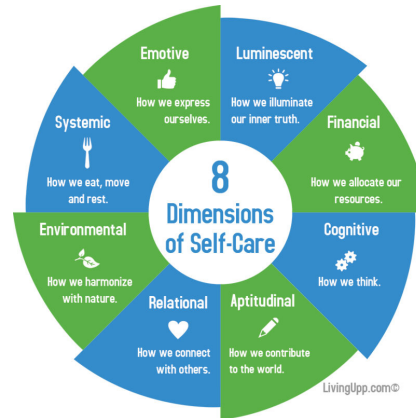 Emotive
How we express
ourselves.
Luminescent
How we illuminate
our inner truth.
Financial
How we allocate our
resources.
Cognitive
How we think.
Aptitudinal
How we contribute
to the world.
Relational
How we connect
with others.
Environmental
How we harmonize
with nature.
Systemic
How we eat, move
and rest.
8
Dimensions
of Self-Care
LivingUpp.com©